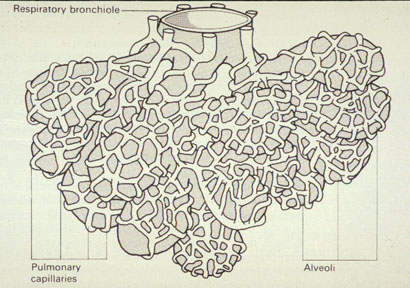 Respiratory bronchiole
Pulmonary
capillaries
Alveoli